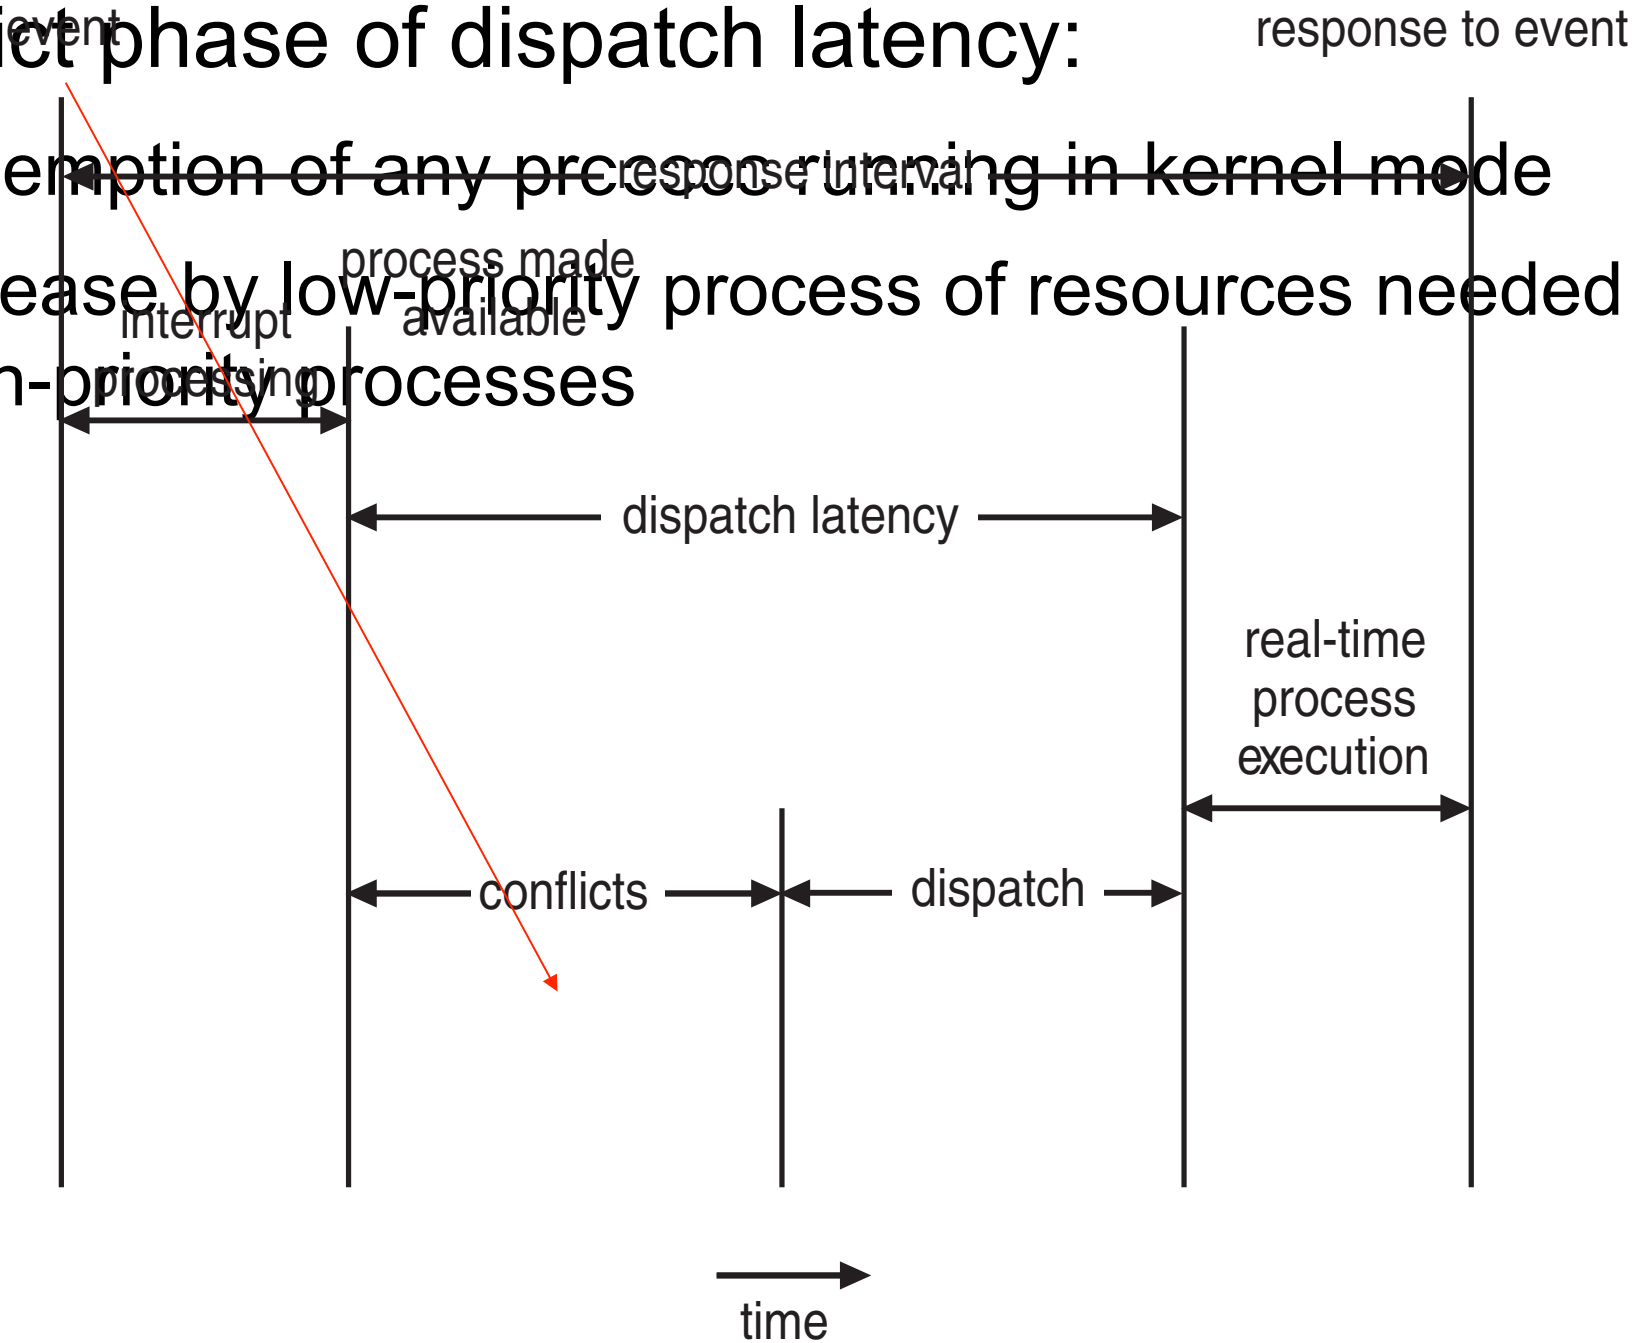 event
ict phase of dispatch latency:
response to event
emption of any process running in kernel mode
response interval
process made
available
ease by low-priority process of resources needed
interrupt
processing
h-priority processes
dispatch latency
real-time
process
execution
conflicts
dispatch
time